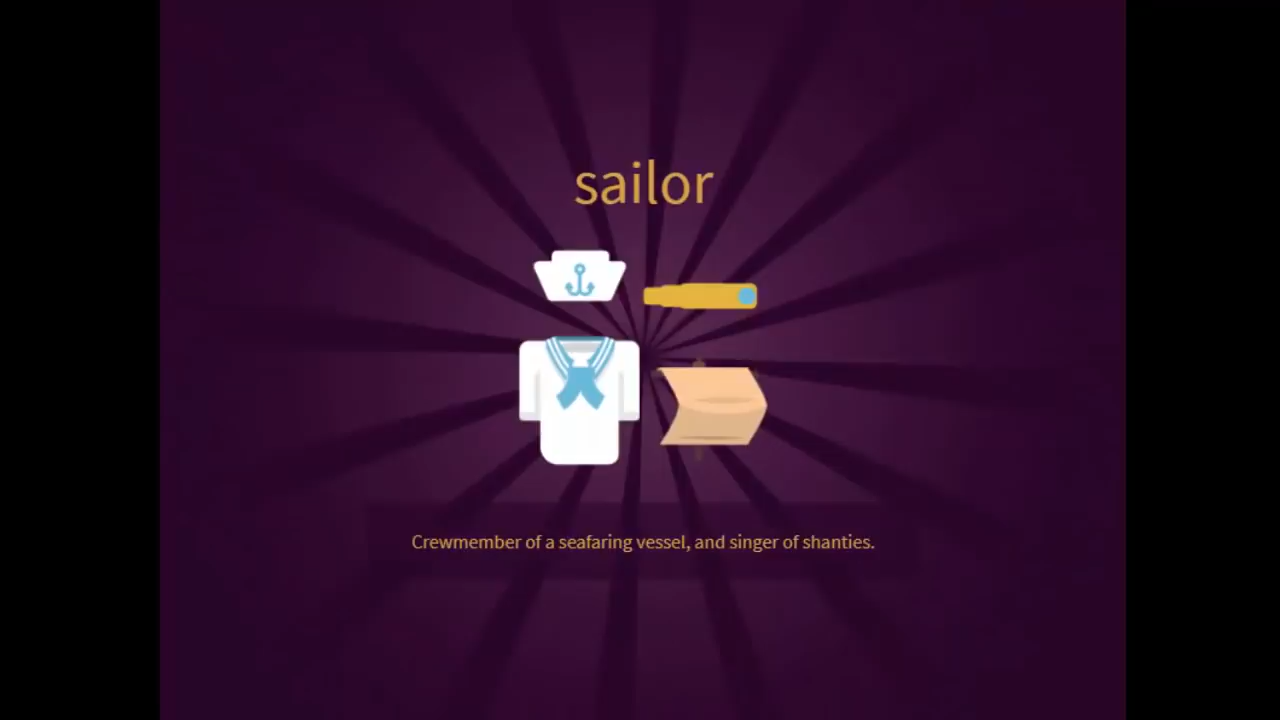 sailor
Crewmember of a seafaring vessel, and singer of shanties.